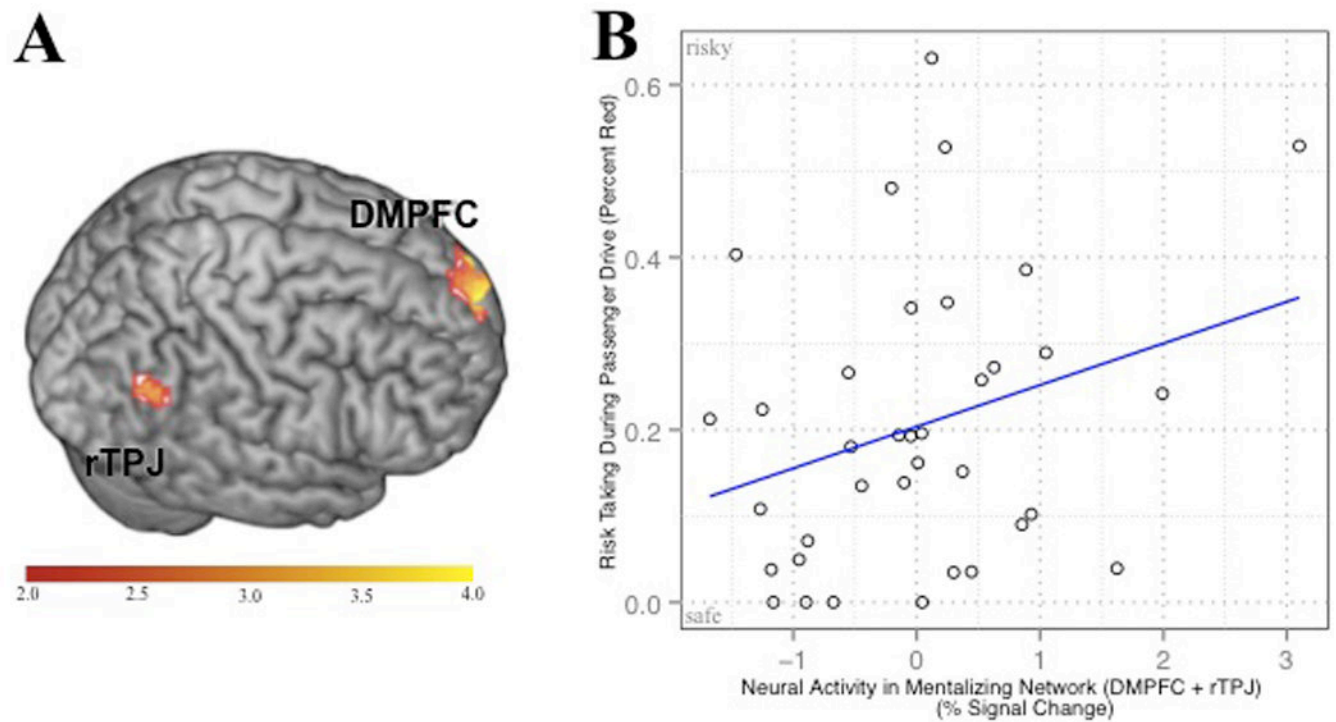 A
DMPFC
rTPJ
2.0 2.5 3.0 3.5 4.0
B
risky
safe
Risk Taking During Passenger Drive (Percent Red)
0.6
0.4
0.2
0.0
−1 0 1 2 3
Neural Activity in Mentalizing Network (DMPFC + rTPJ)
(% Signal Change)